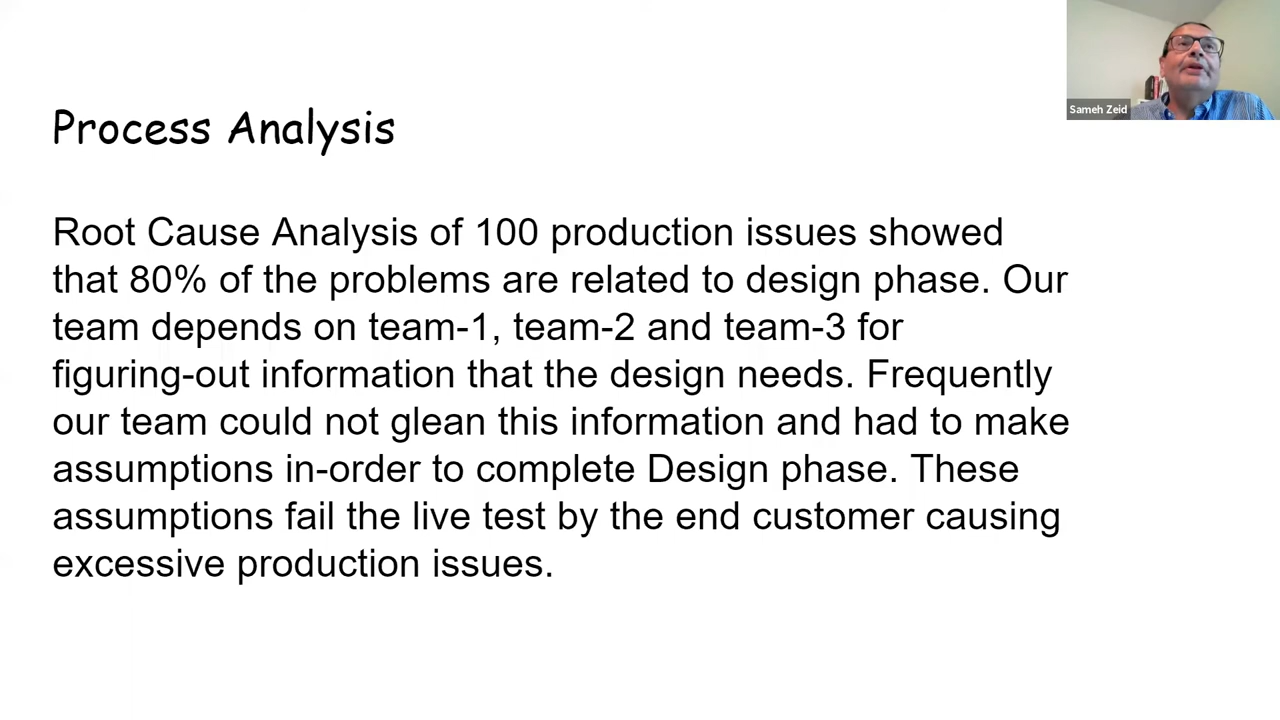 Sameh Zeid
Process Analysis
Root Cause Analysis of 100 production issues showed
that 80% of the problems are related to design phase. Our
team depends on team-1, team-2 and team-3 for
figuring-out information that the design needs. Frequently
our team could not glean this information and had to make
assumptions in-order to complete Design phase. These
assumptions fail the live test by the end customer causing
excessive production issues.